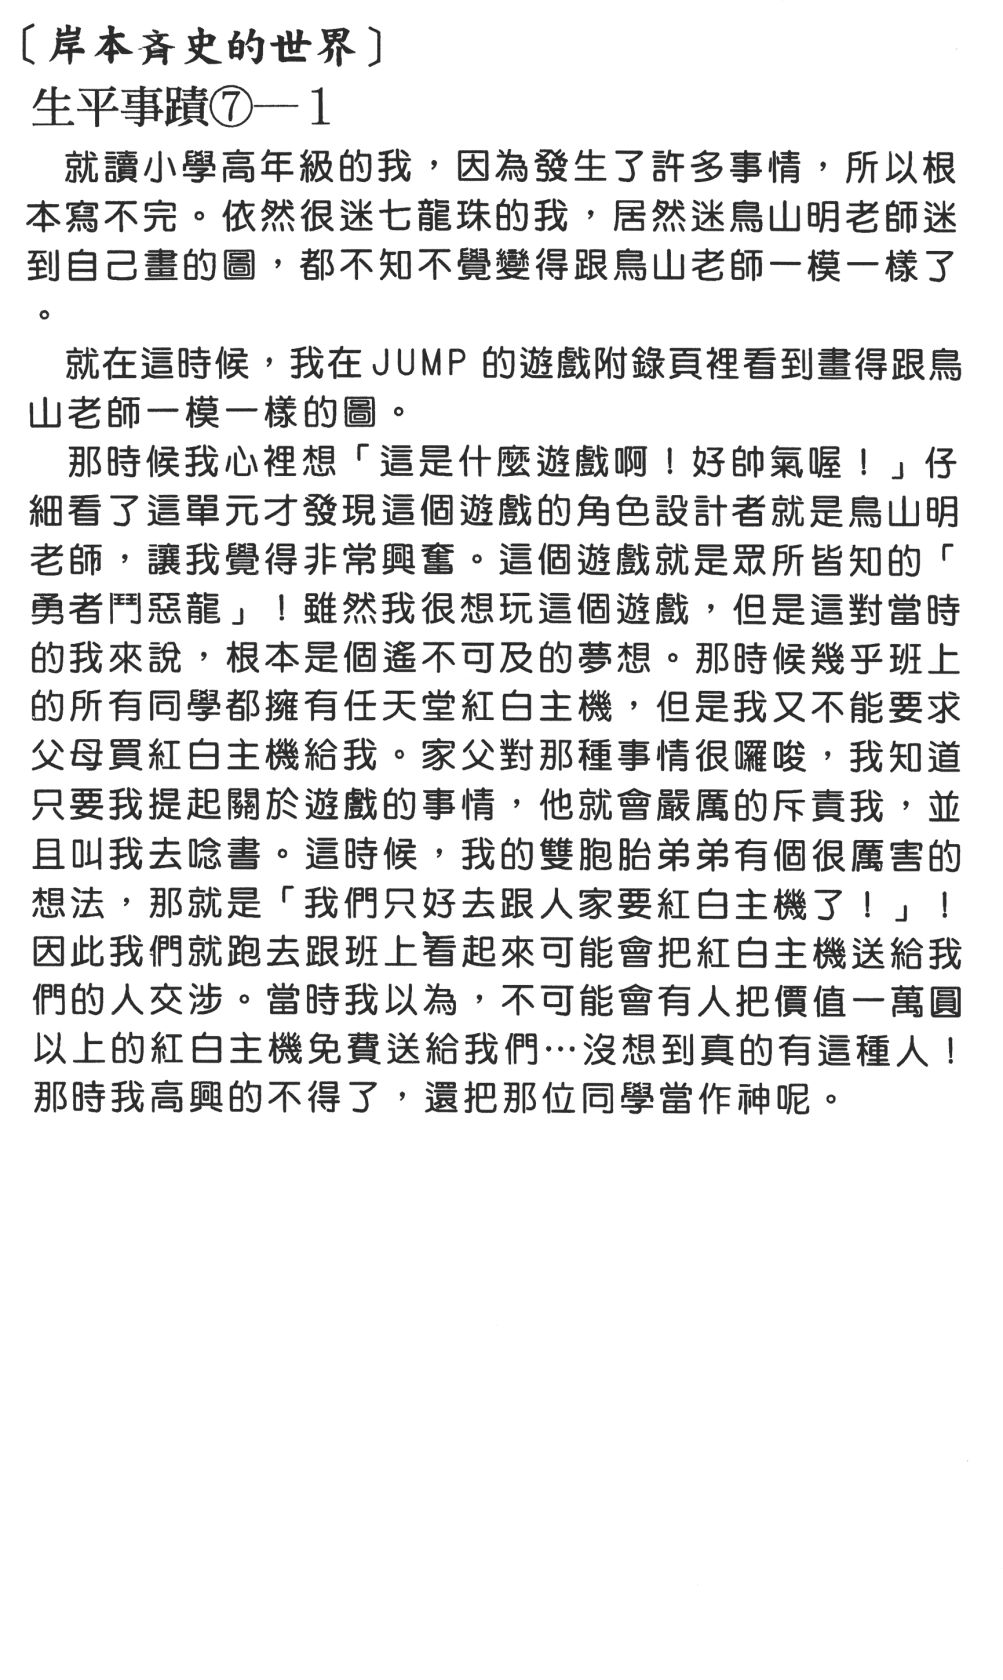 〔岸本斉史的世界〕
生平事蹟⑦—1
就讀小學高年級的我，因為發生了許多事情，所以根
本寫不完。依然很迷七龍珠的我，居然迷鳥山明老師迷
到自己畫的圖，都不知不覺變得跟鳥山老師一模一樣了
。
就在這時候，我在JUMP的遊戲附錄頁裡看到畫得跟鳥
山老師一模一樣的圖。
那時候我心裡想「這是什麼遊戲啊！好帥氣喔！」仔
細看了這單元才發現這個遊戲的角色設計者就是鳥山明
老師，讓我覺得非常興奮。這個遊戲就是眾所皆知的「
勇者鬥惡龍」！雖然我很想玩這個遊戲，但是這對當時
的我來說，根本是個遙不可及的夢想。那時候幾乎班上
的所有同學都擁有任天堂紅白主機，但是我又不能要求
父母買紅白主機給我。家父對那種事情很囉唆，我知道
只要我提起關於遊戲的事情，他就會嚴厲的斥責我，並
且叫我去唸書。這時候，我的雙胞胎弟弟有個很厲害的
想法，那就是「我們只好去跟人家要紅白主機了！」！
因此我們就跑去跟班上看起來可能會把紅白主機送給我
們的人交涉。當時我以為，不可能會有人把價值一萬圓
以上的紅白主機免費送給我們…沒想到真的有這種人！
那時我高興的不得了，還把那位同學當作神呢。